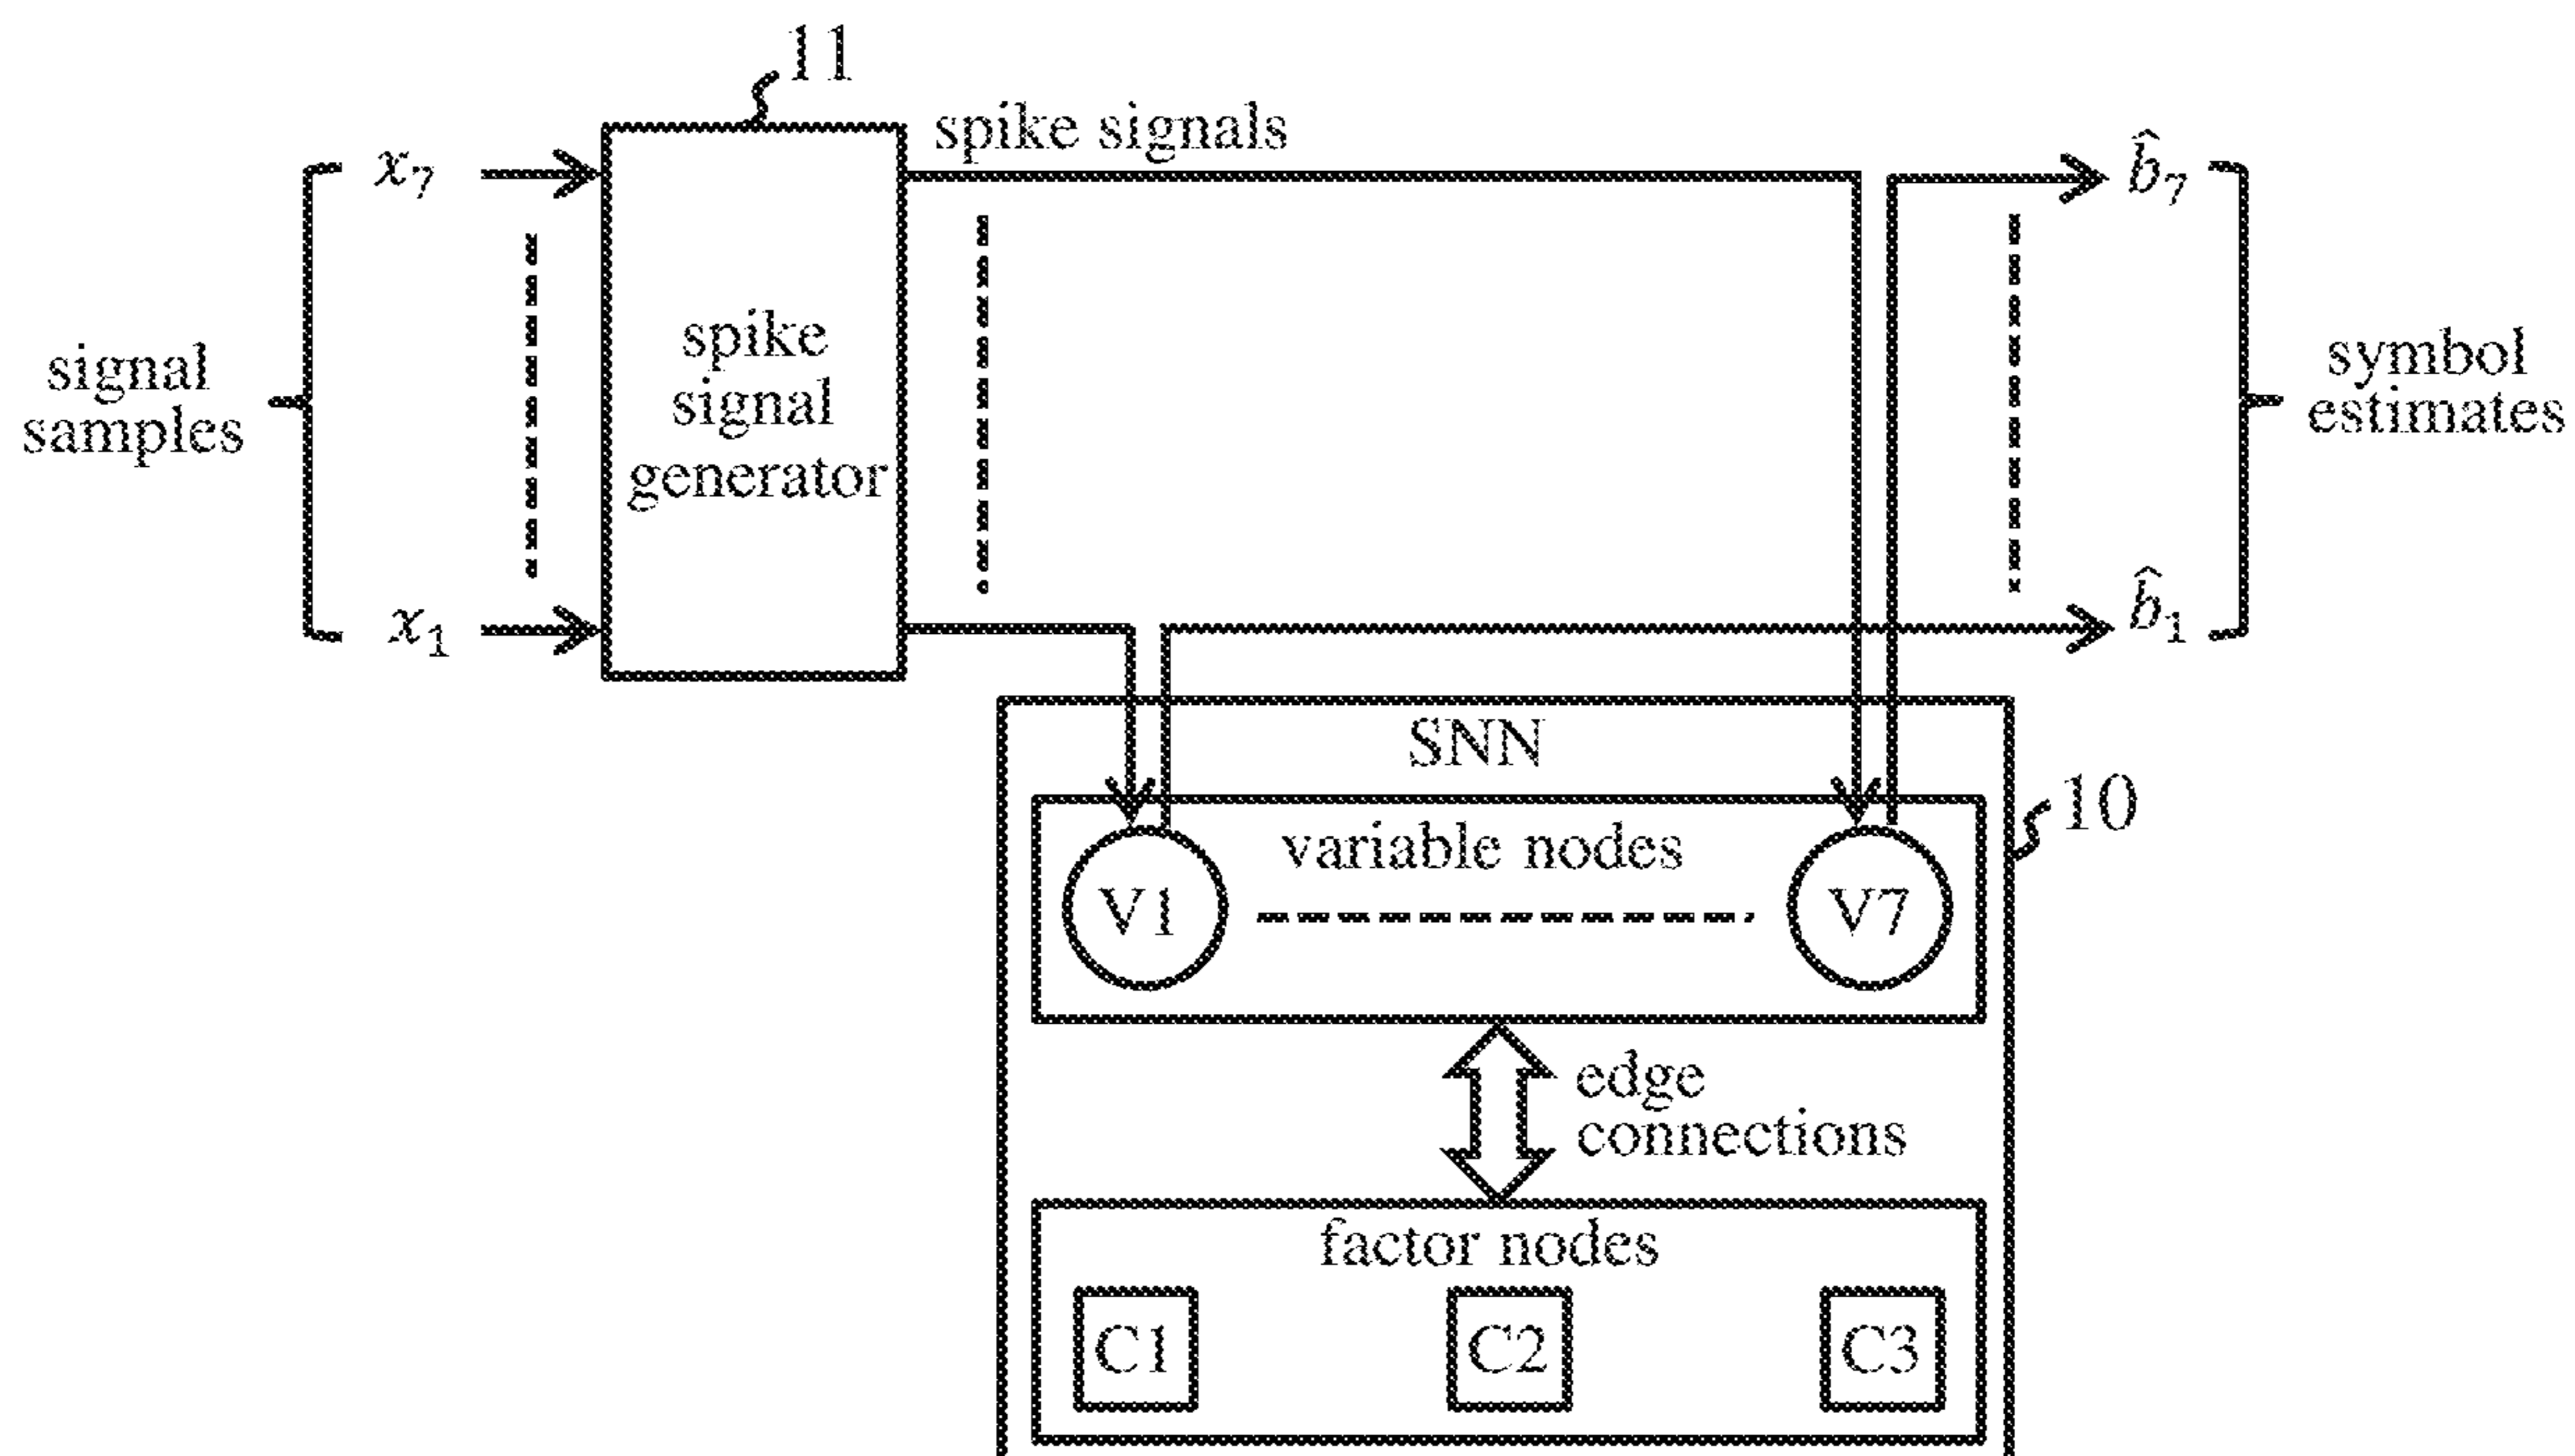 11
spike signals
x₇
b̂₇
signal
samples
spike
signal
generator
symbol
estimates
x₁
b̂₁
SNN
10
variable nodes
V1
V7
edge
connections
factor nodes
C1
C2
C3